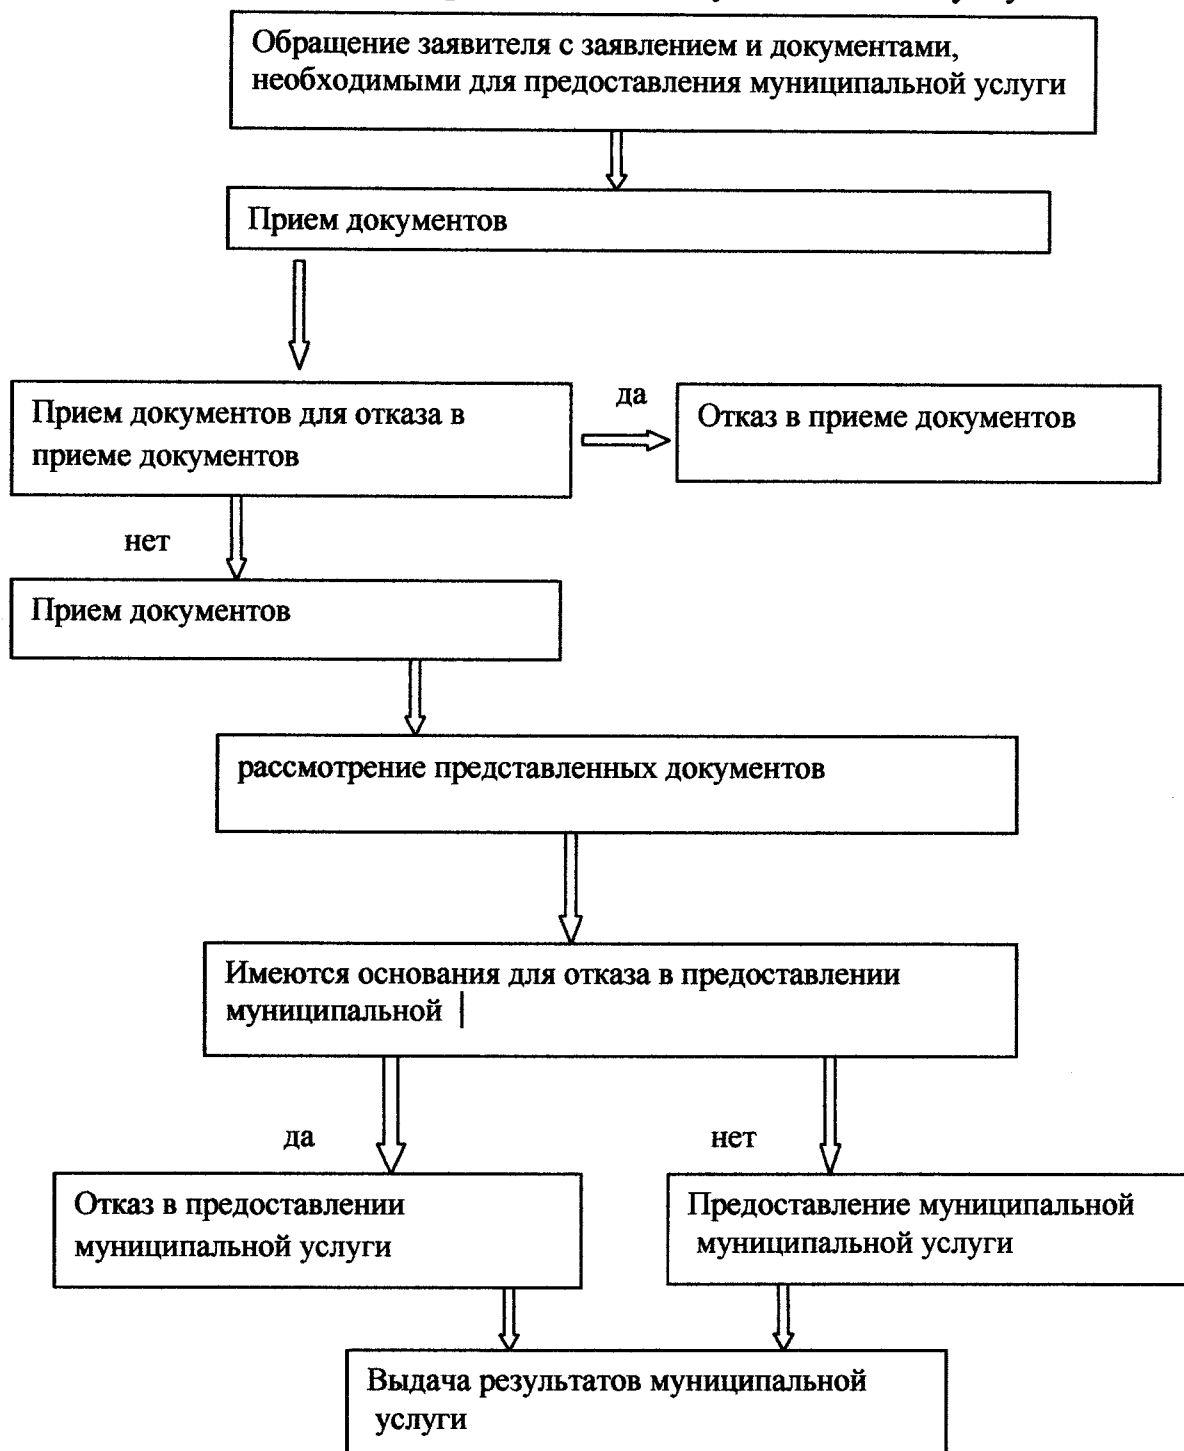 Обращение заявителя с заявлением и документами,
необходимыми для предоставления муниципальной услуги
Прием документов
Прием документов для отказа в
приеме документов
да
Отказ в приеме документов
нет
Прием документов
рассмотрение представленных документов
Имеются основания для отказа в предоставлении
муниципальной |
да
нет
Отказ в предоставлении
муниципальной услуги
Предоставление муниципальной
муниципальной услуги
Выдача результатов муниципальной
услуги